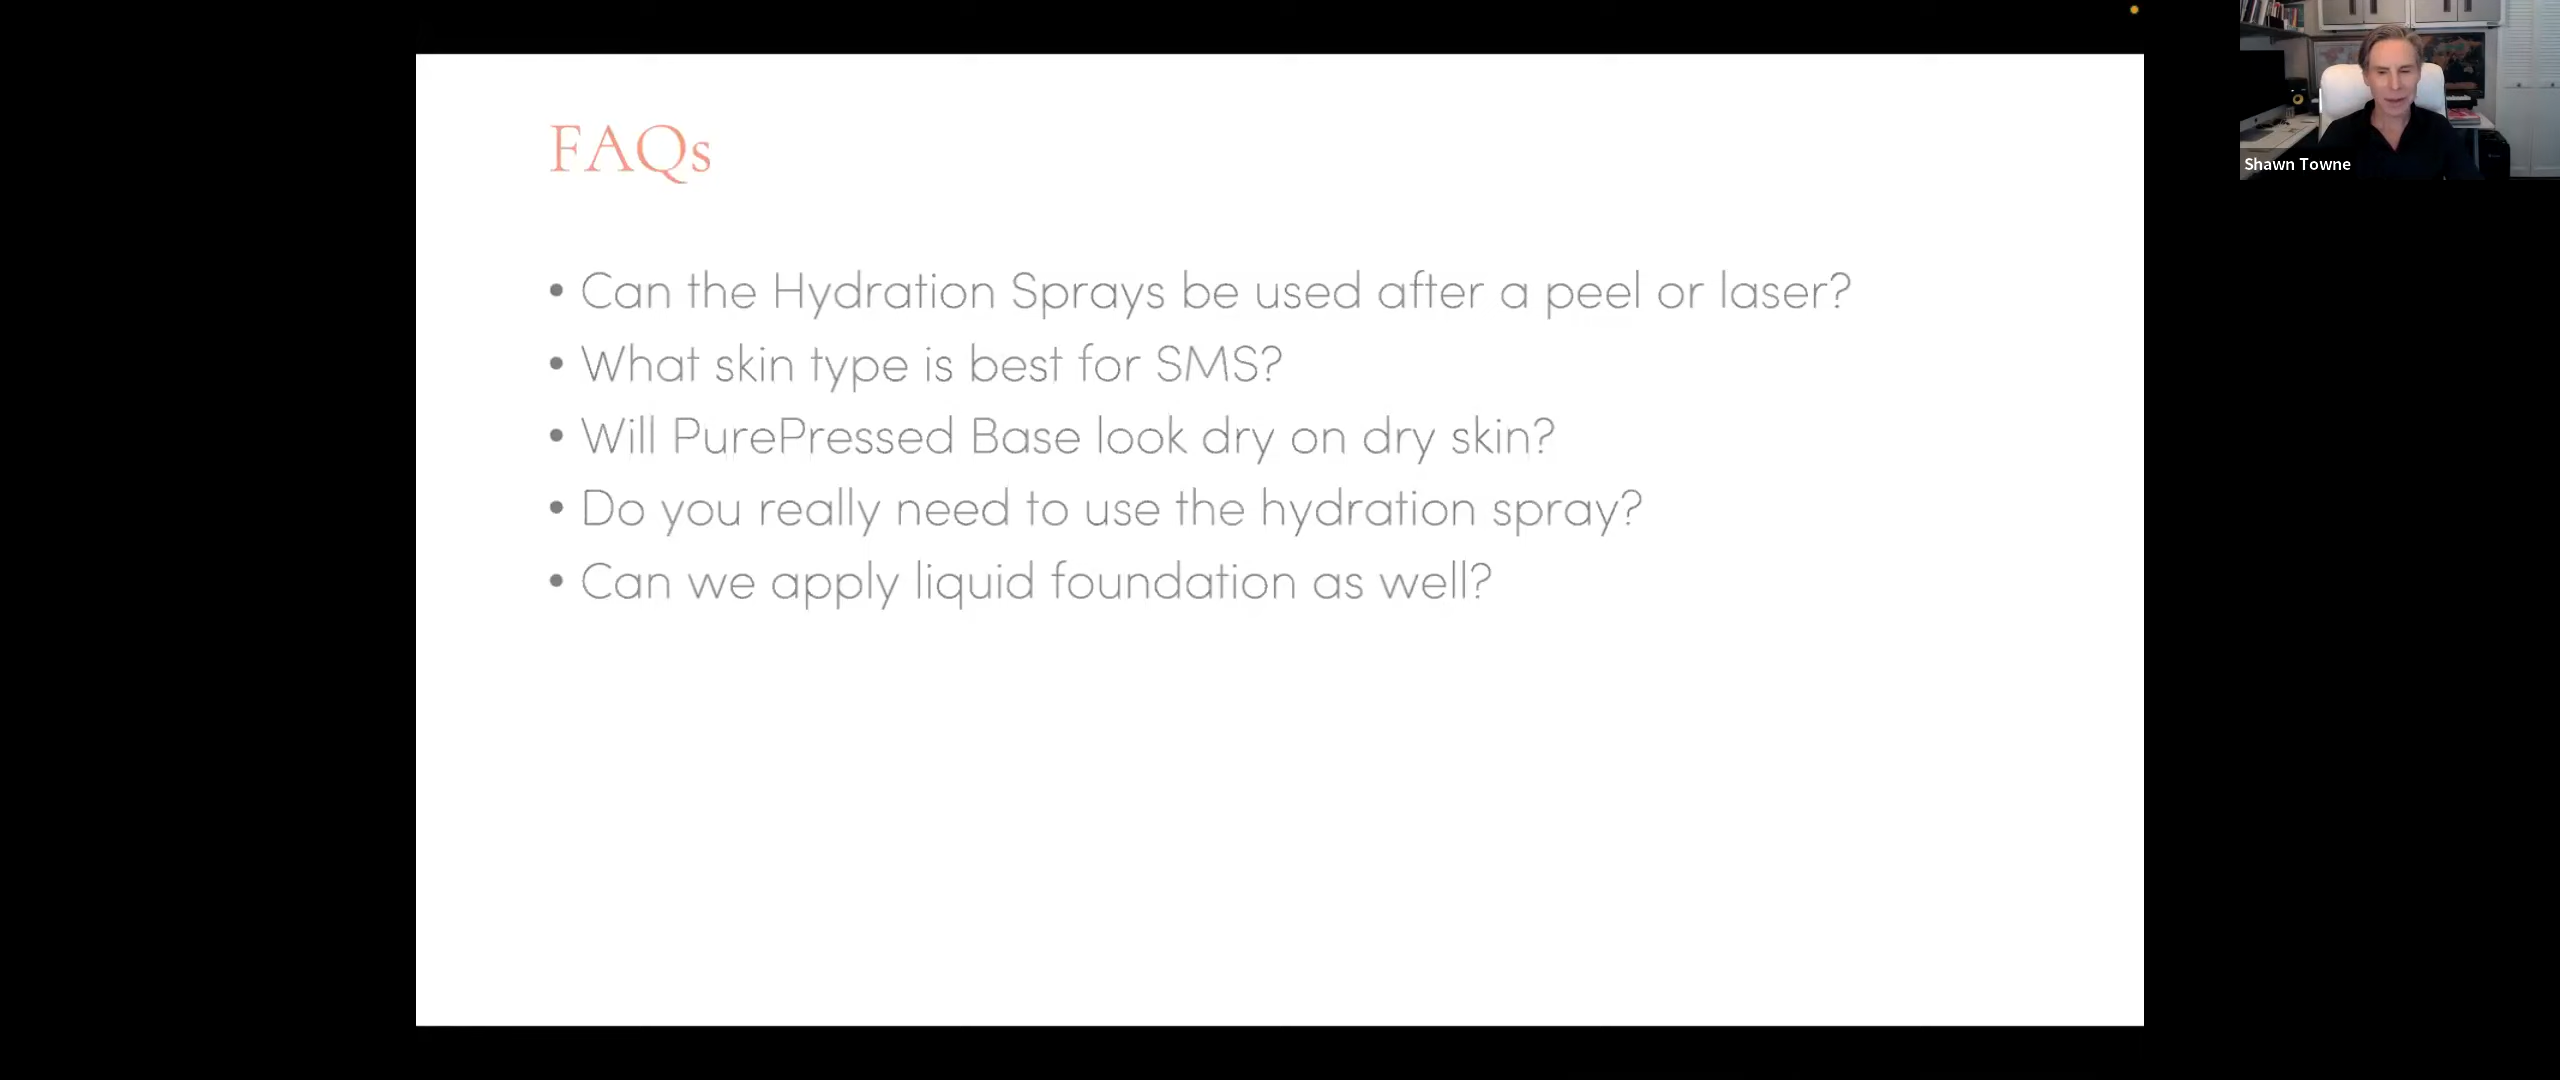 FAQs
• Can the Hydration Sprays be used after a peel or laser?
• What skin type is best for SMS?
• Will PurePressed Base look dry on dry skin?
• Do you really need to use the hydration spray?
• Can we apply liquid foundation as well?
Shawn Towne